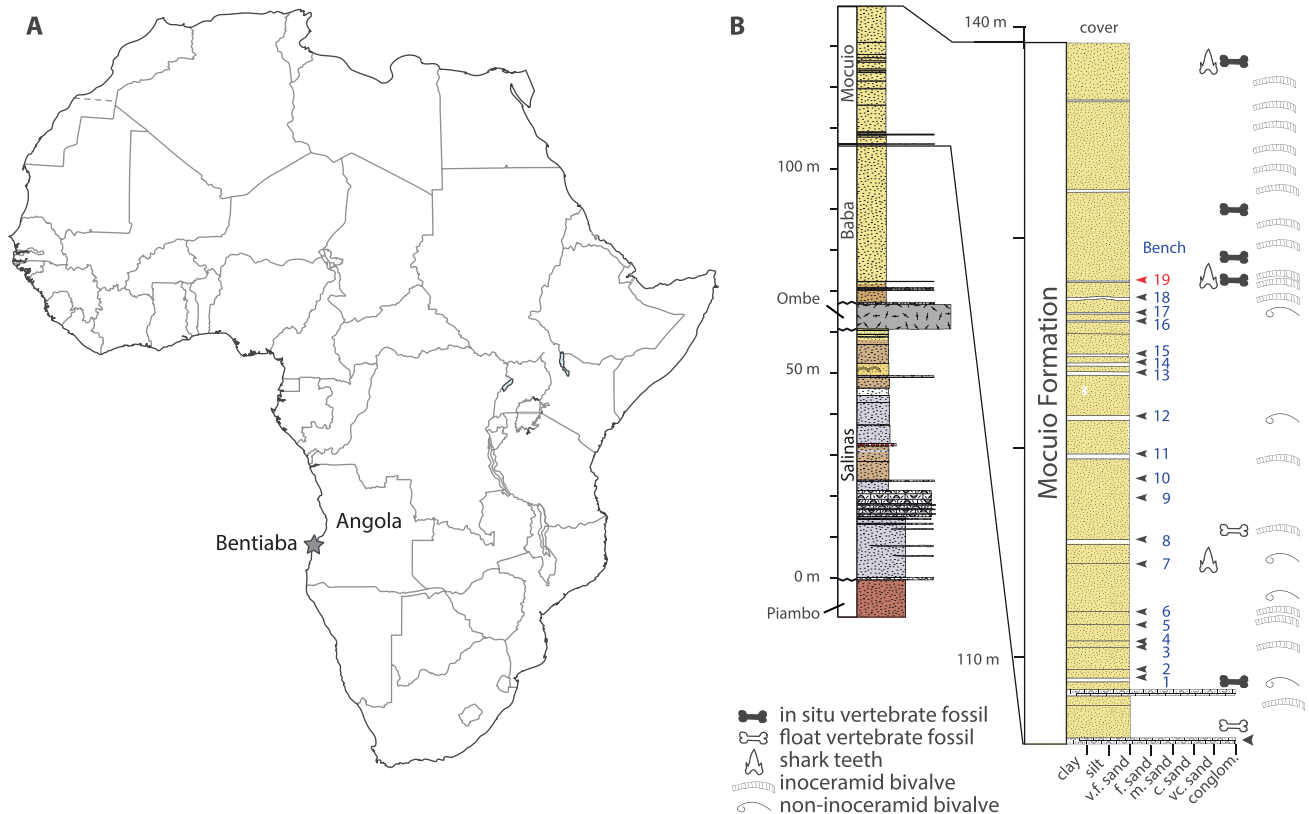 A
Angola
Bentiaba
B
Mocuio
100 m
Baba
Ombe
50 m
Salinas
0 m
Piambo
140 m
cover
Mocuio Formation
110 m
Bench
19
18
17
16
15
14
13
12
11
10
9
8
7
6
5
4
3
2
1
clay
silt
v.f. sand
f. sand
m. sand
c. sand
vc. sand
conglom.
in situ vertebrate fossil
float vertebrate fossil
shark teeth
inoceramid bivalve
non-inoceramid bivalve